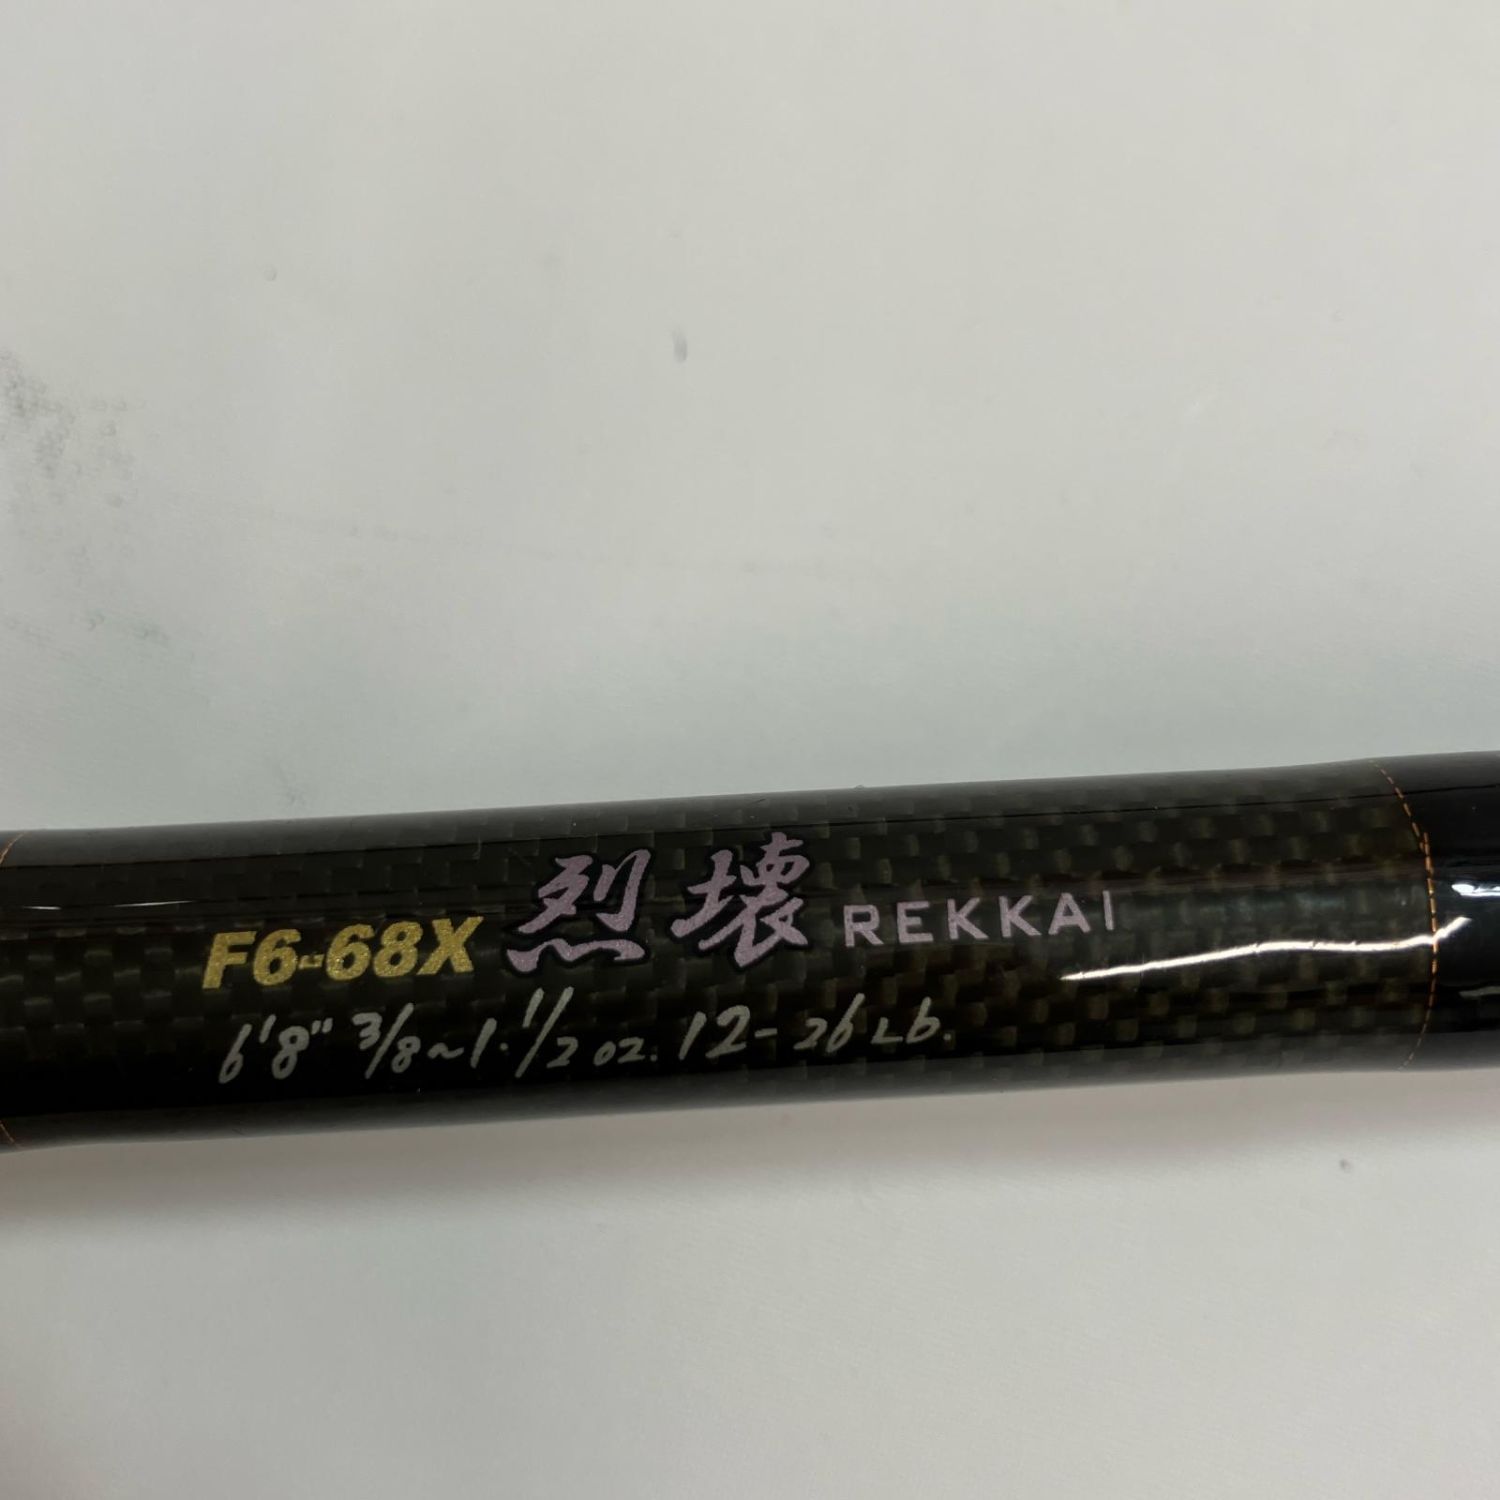 F6-68X 烈壊 REKKAI
6'8" 3/8~1.1/2oz. 12-26Lb.